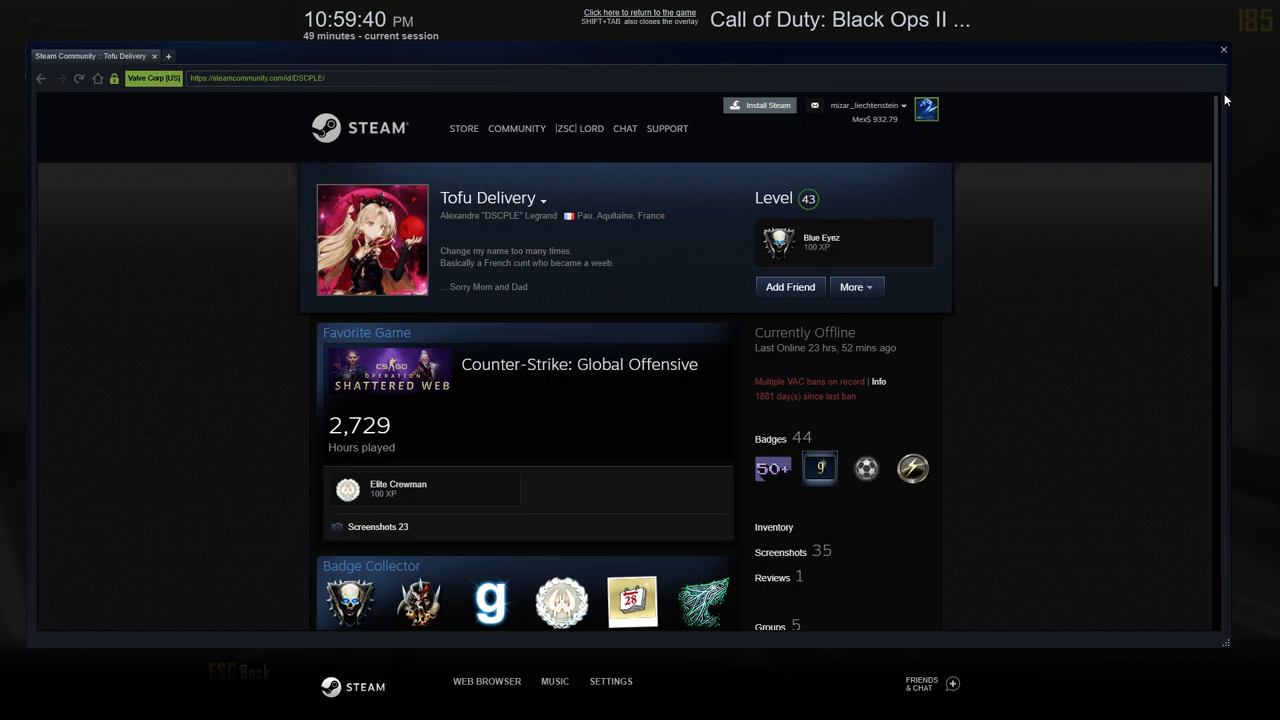 10:59:40 PM
49 minutes - current session
Click here to return to the game
SHIFT+TAB also closes the overlay
Call of Duty: Black Ops II ...
185
Steam Community :: Tofu Delivery
Valve Corp [US]
https://steamcommunity.com/id/DSCPLE/
Install Steam
mizar_liechtenstein
Mex$ 932.79
STEAM®
STORE COMMUNITY |ZSC| LORD CHAT SUPPORT
Tofu Delivery
Alexandre "DSCPLE" Legrand Pau, Aquitaine, France
Change my name too many times.
Basically a French cunt who became a weeb.
... Sorry Mom and Dad
Level 43
Blue Eyez
100 XP
Add Friend
More
Favorite Game
CS:GO
OPERATION
SHATTERED WEB
Counter-Strike: Global Offensive
2,729
Hours played
Elite Crewman
100 XP
Screenshots 23
Badge Collector
g
28
Currently Offline
Last Online 23 hrs, 52 mins ago
Multiple VAC bans on record | Info
1881 day(s) since last ban
Badges 44
50+
9
Inventory
Screenshots 35
Reviews 1
Groups 5
ESC Back
STEAM
WEB BROWSER MUSIC SETTINGS
FRIENDS
& CHAT